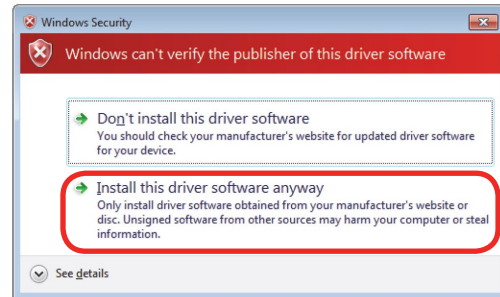 Windows Security
Windows can't verify the publisher of this driver software
Don't install this driver software
You should check your manufacturer's website for updated driver software
for your device.
Install this driver software anyway
Only install driver software obtained from your manufacturer's website or
disc. Unsigned software from other sources may harm your computer or steal
information.
See details